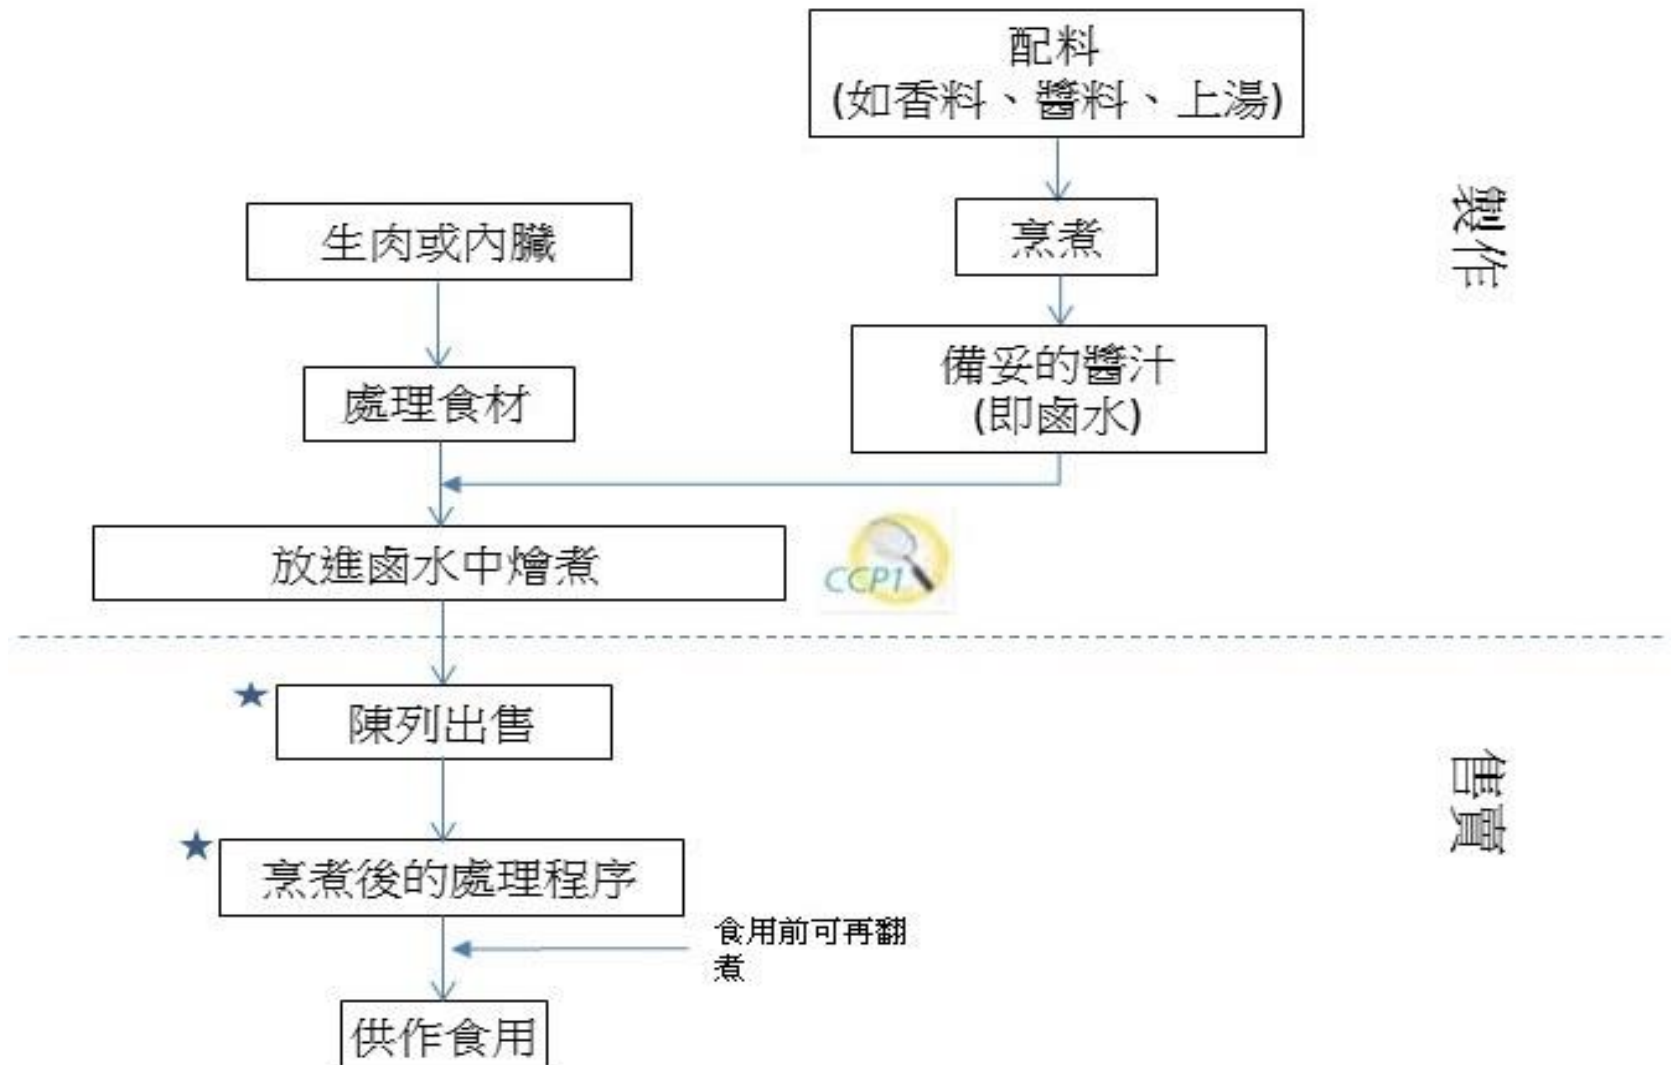 配料
(如香料、醬料、上湯)
製作
生肉或內臟
烹煮
處理食材
備妥的醬汁
(即鹵水)
放進鹵水中燴煮
CCP1
陳列出售
售賣
烹煮後的處理程序
食用前可再翻
煮
供作食用